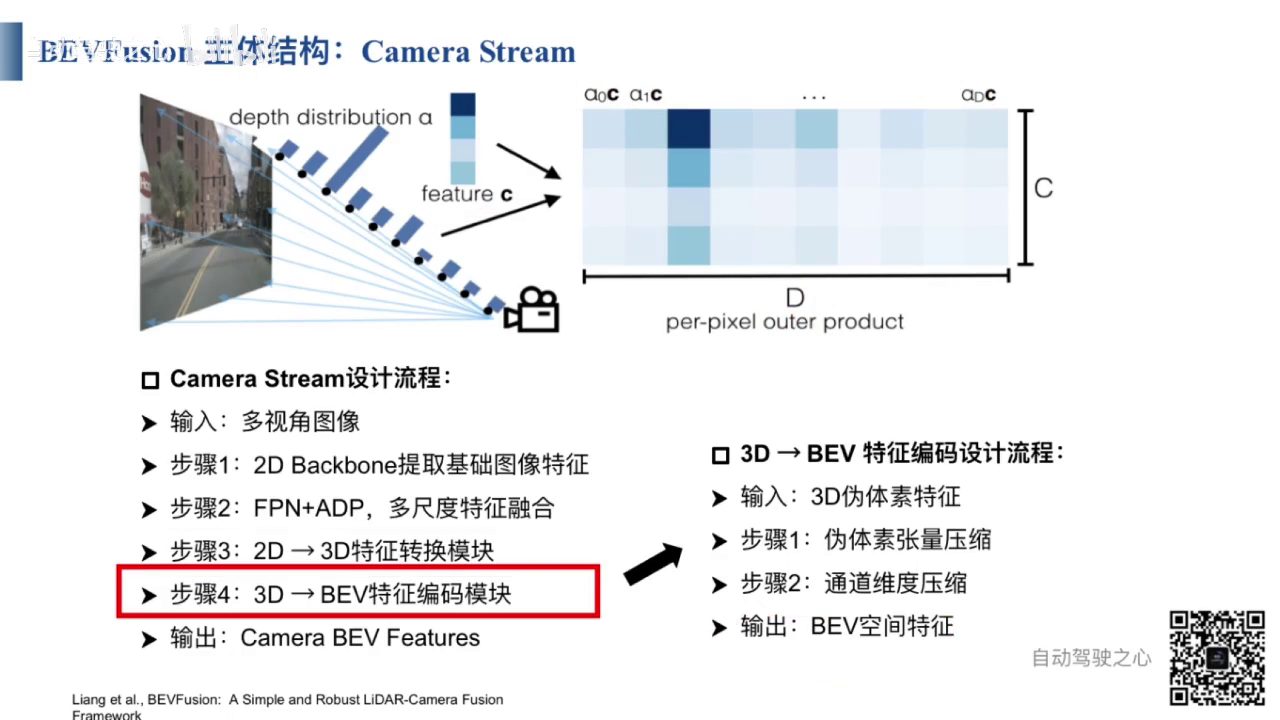 BEVFusion 主体结构：Camera Stream
depth distribution α
feature c
α₀c α₁c ... α_Dc
C
D
per-pixel outer product
Camera Stream设计流程：
输入：多视角图像
步骤1：2D Backbone提取基础图像特征
步骤2：FPN+ADP，多尺度特征融合
步骤3：2D → 3D特征转换模块
步骤4：3D → BEV特征编码模块
输出：Camera BEV Features
3D → BEV 特征编码设计流程：
输入：3D伪体素特征
步骤1：伪体素张量压缩
步骤2：通道维度压缩
输出：BEV空间特征
自动驾驶之心
Liang et al., BEVFusion: A Simple and Robust LiDAR-Camera Fusion
Framework